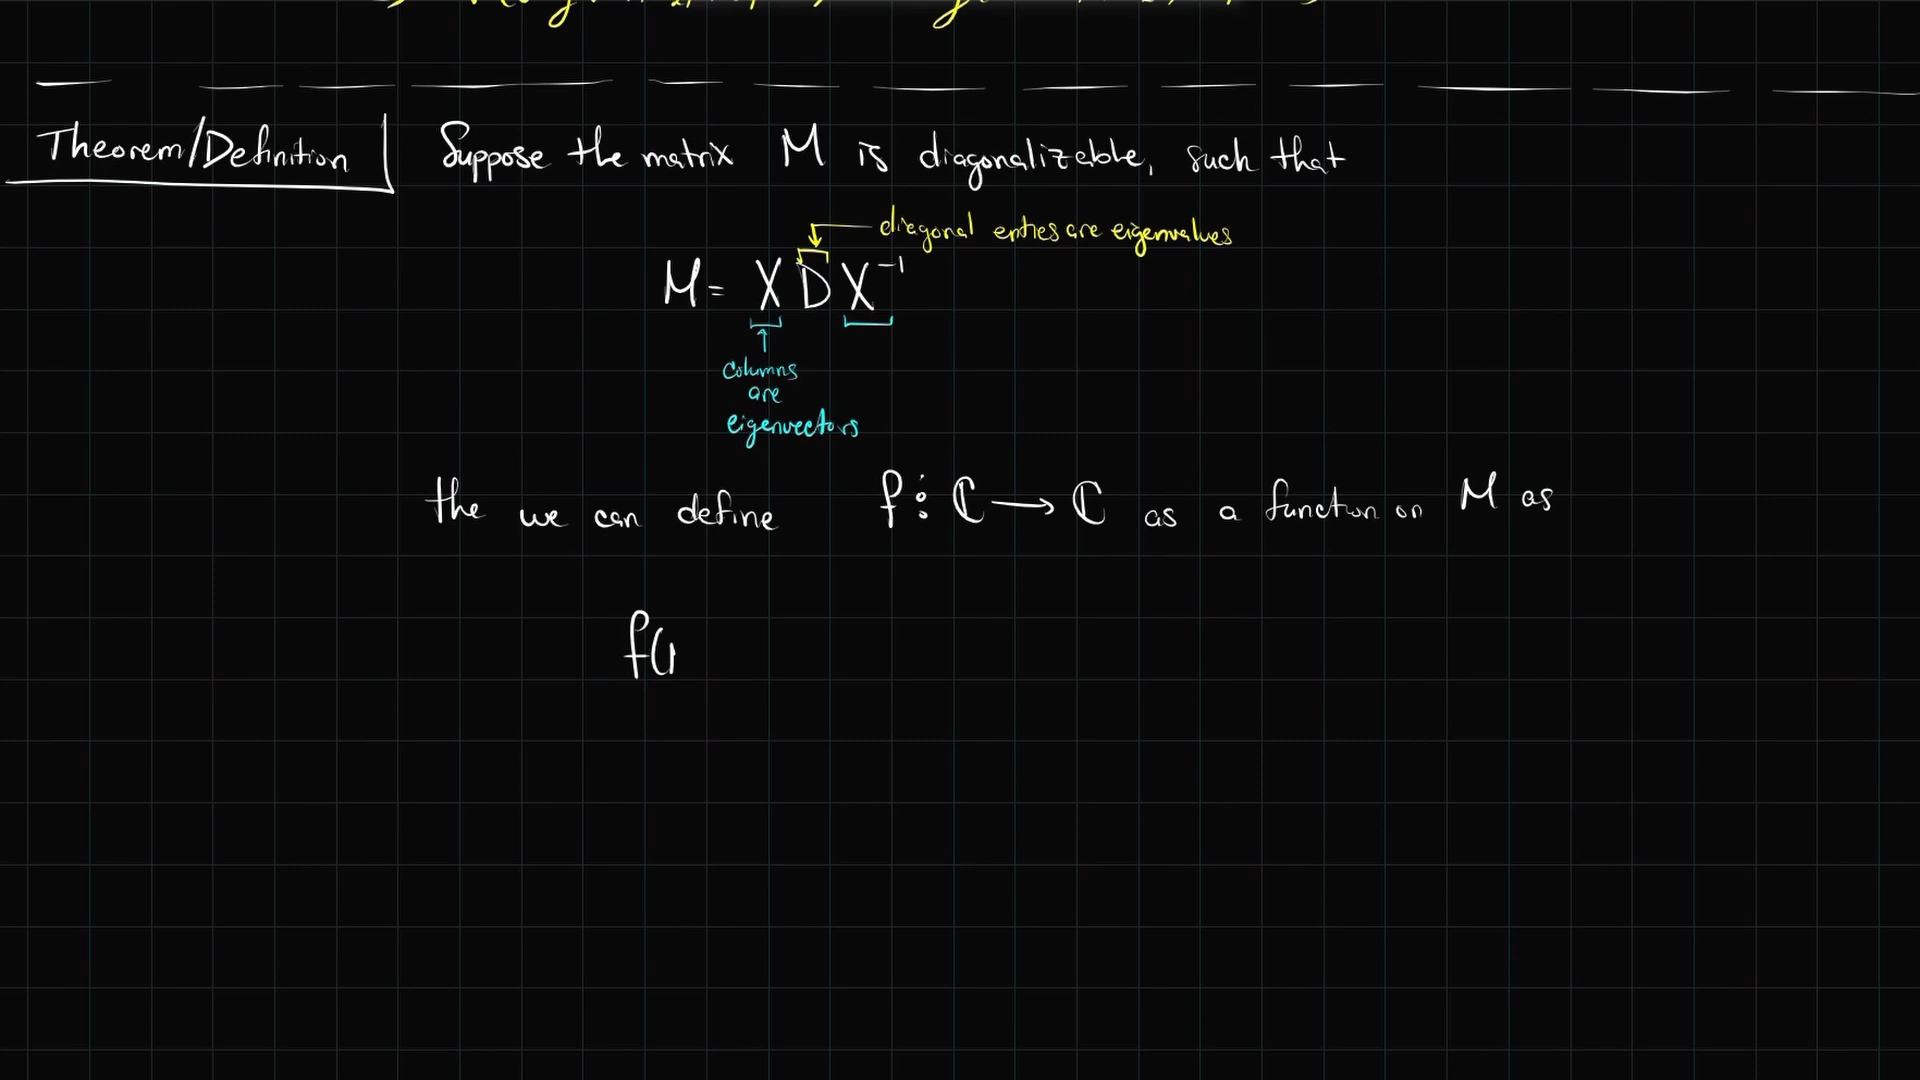 Theorem/Definition Suppose the matrix M is diagonalizable, such that
diagonal entries are eigenvalues
M = X D X⁻¹
columns
are
eigenvectors
the we can define f : ℂ → ℂ as a function on M as
f(